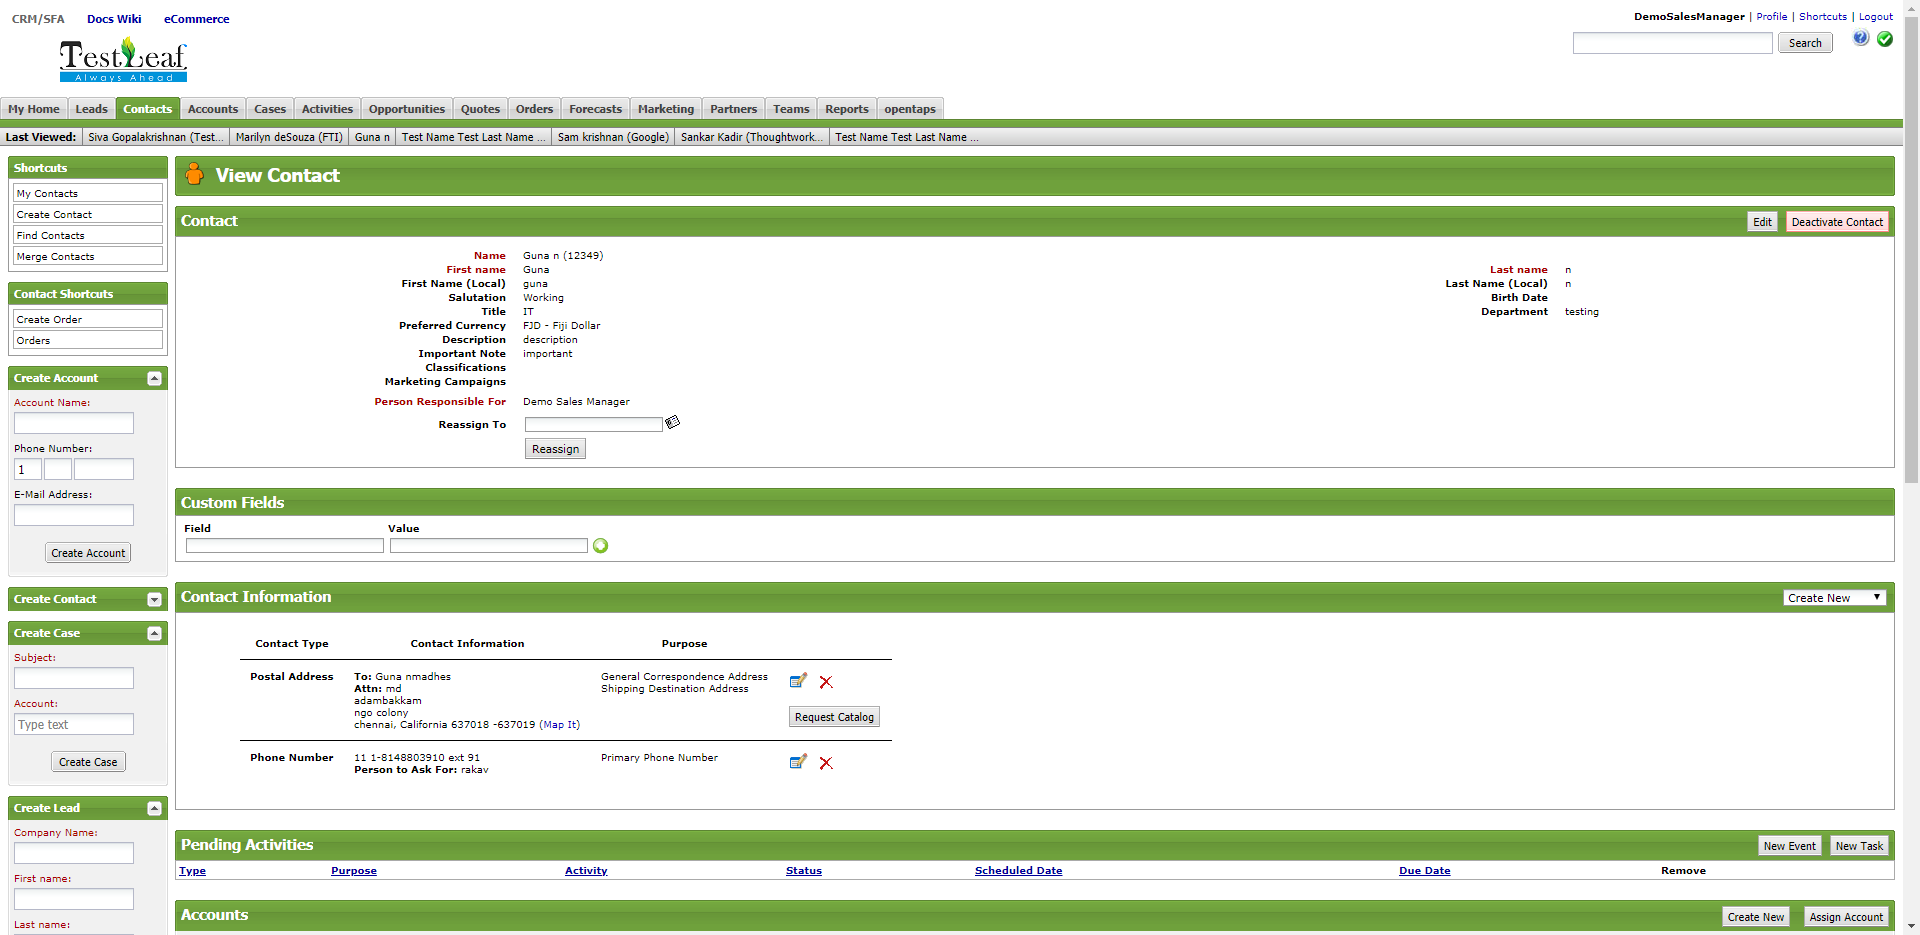 CRM/SFA Docs Wiki eCommerce
DemoSalesManager | Profile | Shortcuts | Logout
TestLeaf
Always Ahead
Search
My Home Leads Contacts Accounts Cases Activities Opportunities Quotes Orders Forecasts Marketing Partners Teams Reports opentaps
Last Viewed: Siva Gopalakrishnan (Test... Marilyn deSouza (FTI) Guna n Test Name Test Last Name ... Sam krishnan (Google) Sankar Kadir (Thoughtwork... Test Name Test Last Name ...
Shortcuts
My Contacts
Create Contact
Find Contacts
Merge Contacts
Contact Shortcuts
Create Order
Orders
Create Account
Account Name:
Phone Number:
1
E-Mail Address:
Create Account
Create Contact
Create Case
Subject:
Account:
Type text
Create Case
Create Lead
Company Name:
First name:
Last name:
View Contact
Contact Edit Deactivate Contact
Name Guna n (12349)
First name Guna Last name n
First Name (Local) guna Last Name (Local) n
Salutation Working Birth Date
Title IT Department testing
Preferred Currency FJD - Fiji Dollar
Description description
Important Note important
Classifications
Marketing Campaigns
Person Responsible For Demo Sales Manager
Reassign To
Reassign
Custom Fields
Field Value
Contact Information Create New
Contact Type Contact Information Purpose
Postal Address To: Guna nmadhes General Correspondence Address
Attn: md Shipping Destination Address
adambakkam
ngo colony
chennai, California 637018 -637019 (Map It)
Request Catalog
Phone Number 11 1-8148803910 ext 91 Primary Phone Number
Person to Ask For: rakav
Pending Activities New Event New Task
Type Purpose Activity Status Scheduled Date Due Date Remove
Accounts Create New Assign Account